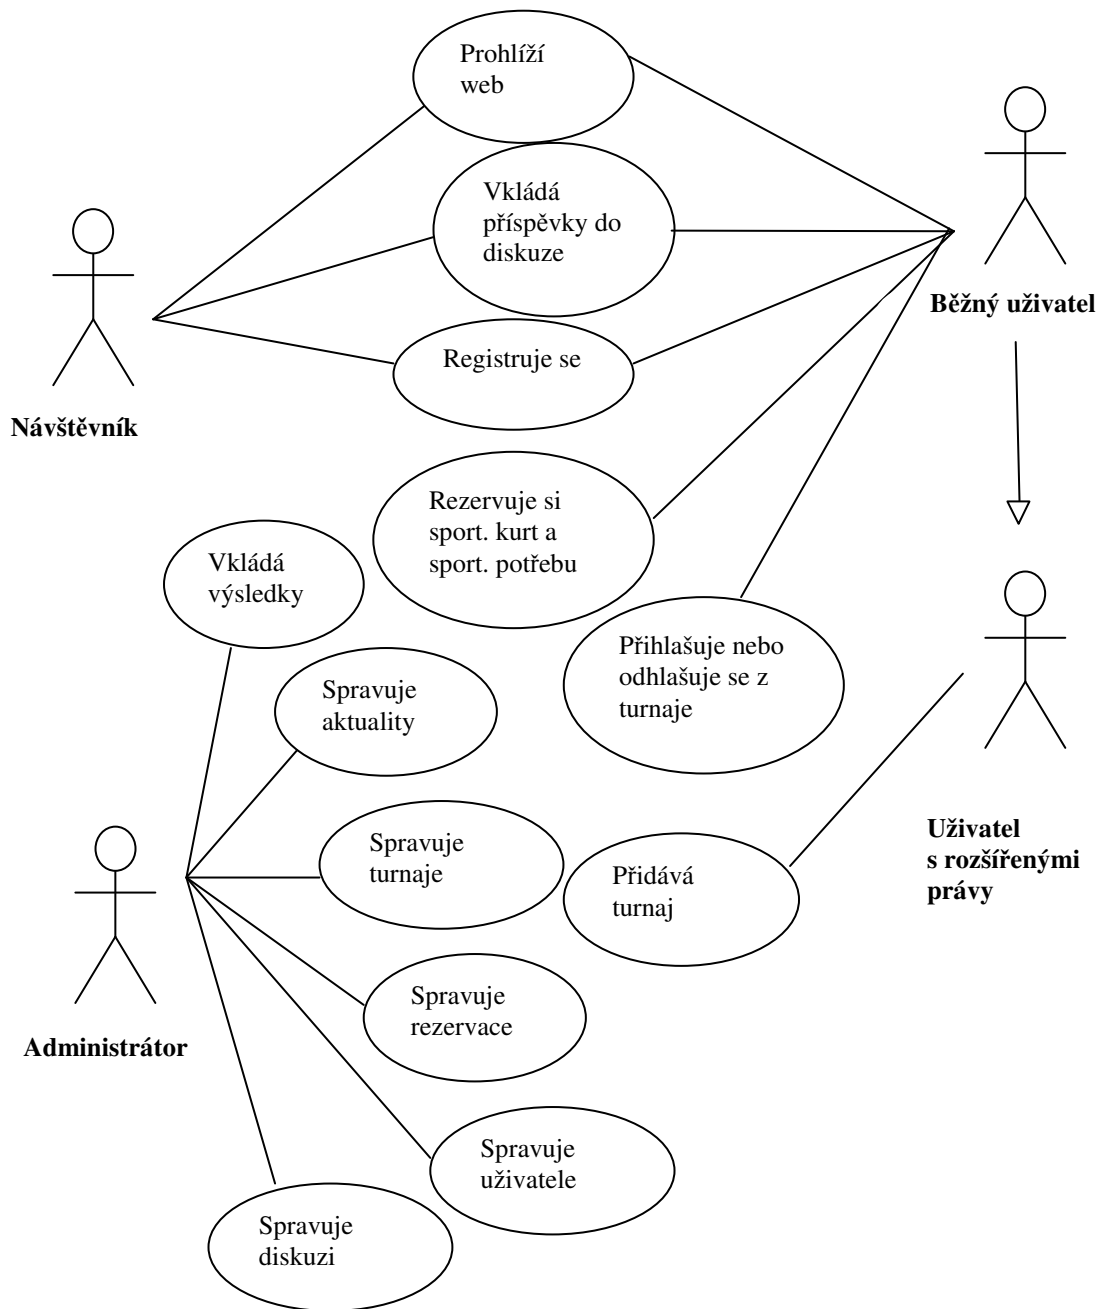 Prohlíží
web
Vkládá
příspěvky do
diskuze
Běžný uživatel
Registruje se
Návštěvník
Rezervuje si
sport. kurt a
sport. potřebu
Vkládá
výsledky
Přihlašuje nebo
odhlašuje se z
turnaje
Spravuje
aktuality
Uživatel
s rozšířenými
právy
Spravuje
turnaje
Přidává
turnaj
Spravuje
rezervace
Administrátor
Spravuje
uživatele
Spravuje
diskuzi